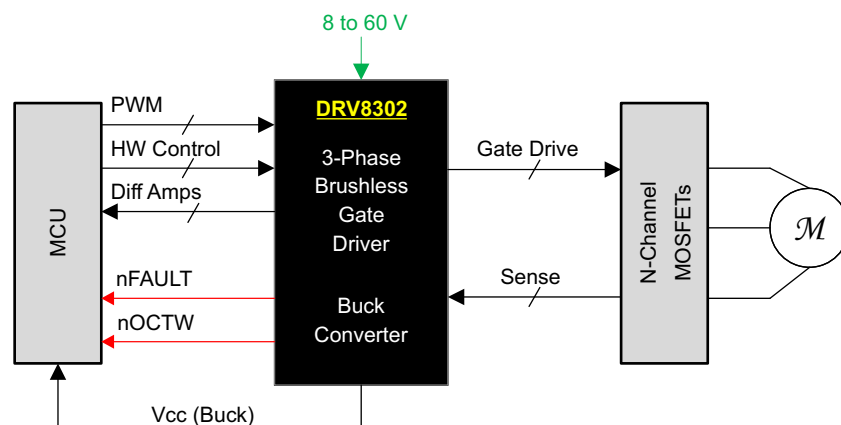 8 to 60 V
PWM
HW Control
Diff Amps
nFAULT
nOCTW
MCU
DRV8302
3-Phase
Brushless
Gate
Driver
Buck
Converter
Gate Drive
Sense
N-Channel
MOSFETs
M
Vcc (Buck)